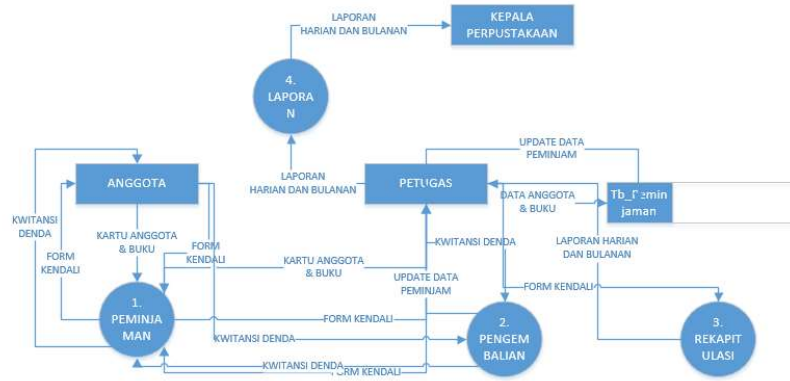 LAPORAN
HARIAN DAN BULANAN
KEPALA
PERPUSTAKAAN
4.
LAPORA
N
UPDATE DATA
PEMINJAM
ANGGOTA
LAPORAN
HARIAN DAN BULANAN
PETUGAS
DATA ANGGOTA
& BUKU
Tb_Pemin
jaman
KWITANSI
DENDA
FORM
KENDALI
KARTU ANGGOTA
& BUKU
FORM
KENDALI
KARTU ANGGOTA
& BUKU
KWITANSI DENDA
LAPORAN HARIAN
DAN BULANAN
UPDATE DATA
PEMINJAM
FORM KENDALI
1.
PEMINJA
MAN
FORM KENDALI
KWITANSI DENDA
2.
PENGEM
BALIAN
3.
REKAPIT
ULASI
KWITANSI DENDA
FORM KENDALI